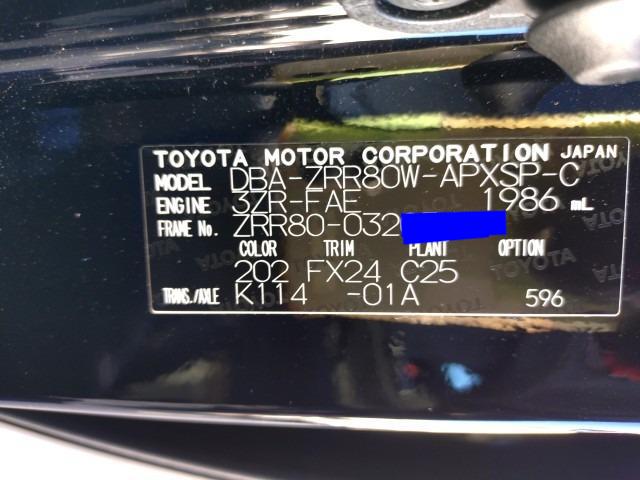 TOYOTA MOTOR CORPORATION JAPAN
MODEL DBA-ZRR80W-APXSP-C
ENGINE 3ZR-FAE 1986 mL
FRAME No. ZRR80-032
COLOR TRIM PLANT OPTION
202 FX24 C25
TRANS./AXLE K114 -01A 596